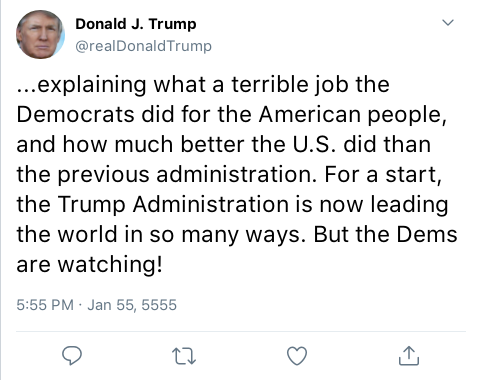 Donald J. Trump
@realDonaldTrump
...explaining what a terrible job the
Democrats did for the American people,
and how much better the U.S. did than
the previous administration. For a start,
the Trump Administration is now leading
the world in so many ways. But the Dems
are watching!
5:55 PM · Jan 55, 5555